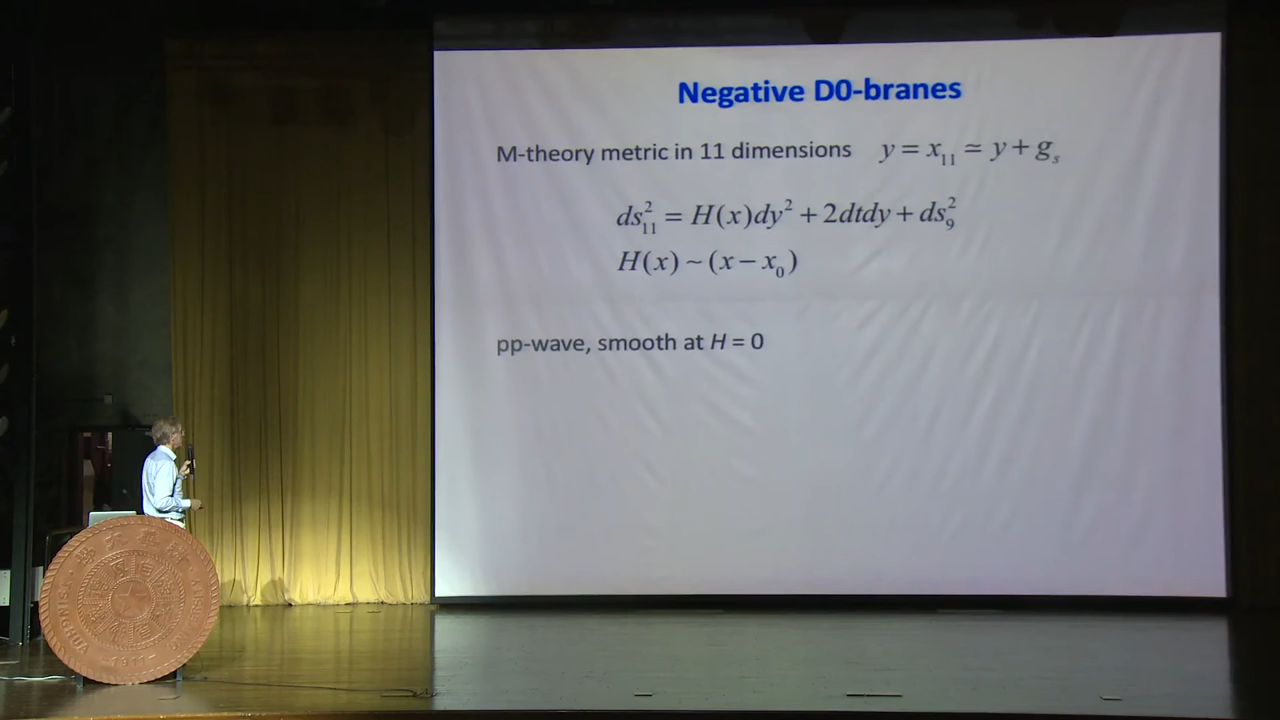 Negative D0-branes
M-theory metric in 11 dimensions y = x₁₁ ≃ y + gₛ
ds²₁₁ = H(x)dy² + 2dtdy + ds²₉
H(x) ~ (x − x₀)
pp-wave, smooth at H = 0
1911